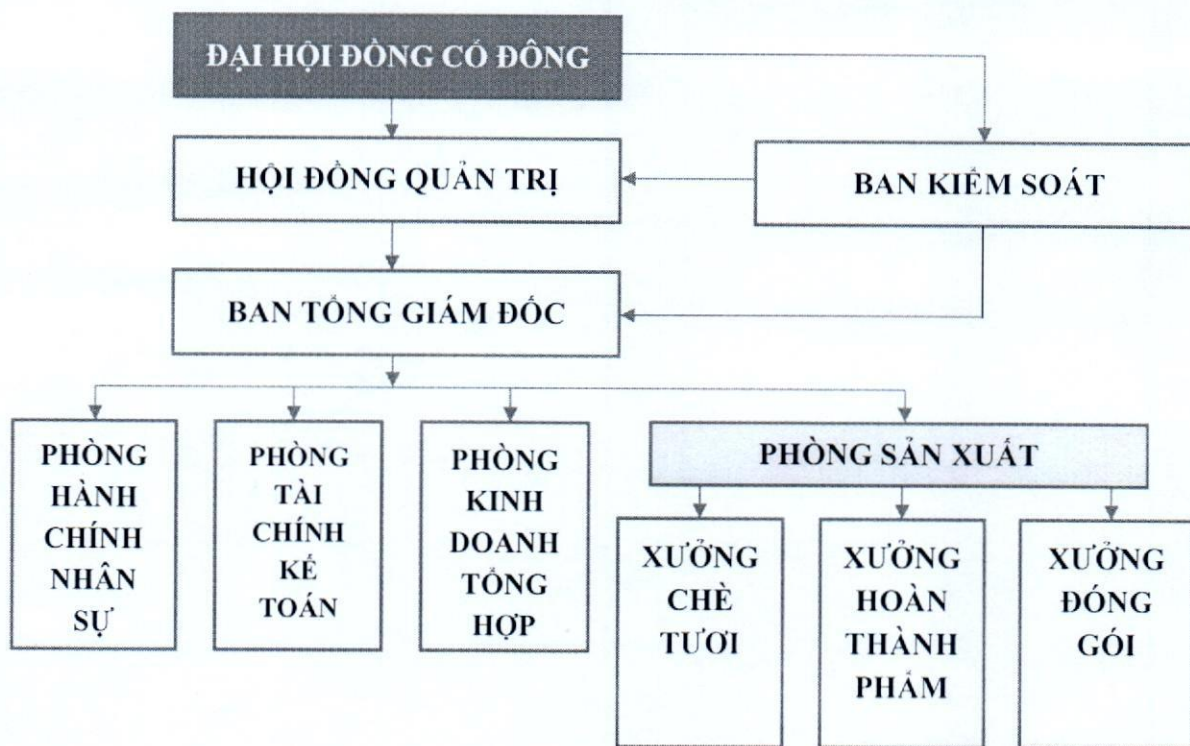 ĐẠI HỘI ĐỒNG CỔ ĐÔNG
HỘI ĐỒNG QUẢN TRỊ
BAN KIỂM SOÁT
BAN TỔNG GIÁM ĐỐC
PHÒNG
HÀNH
CHÍNH
NHÂN
SỰ
PHÒNG
TÀI
CHÍNH
KẾ
TOÁN
PHÒNG
KINH
DOANH
TỔNG
HỢP
PHÒNG SẢN XUẤT
XƯỞNG
CHÈ
TƯƠI
XƯỞNG
HOÀN
THÀNH
PHẨM
XƯỞNG
ĐÓNG
GÓI